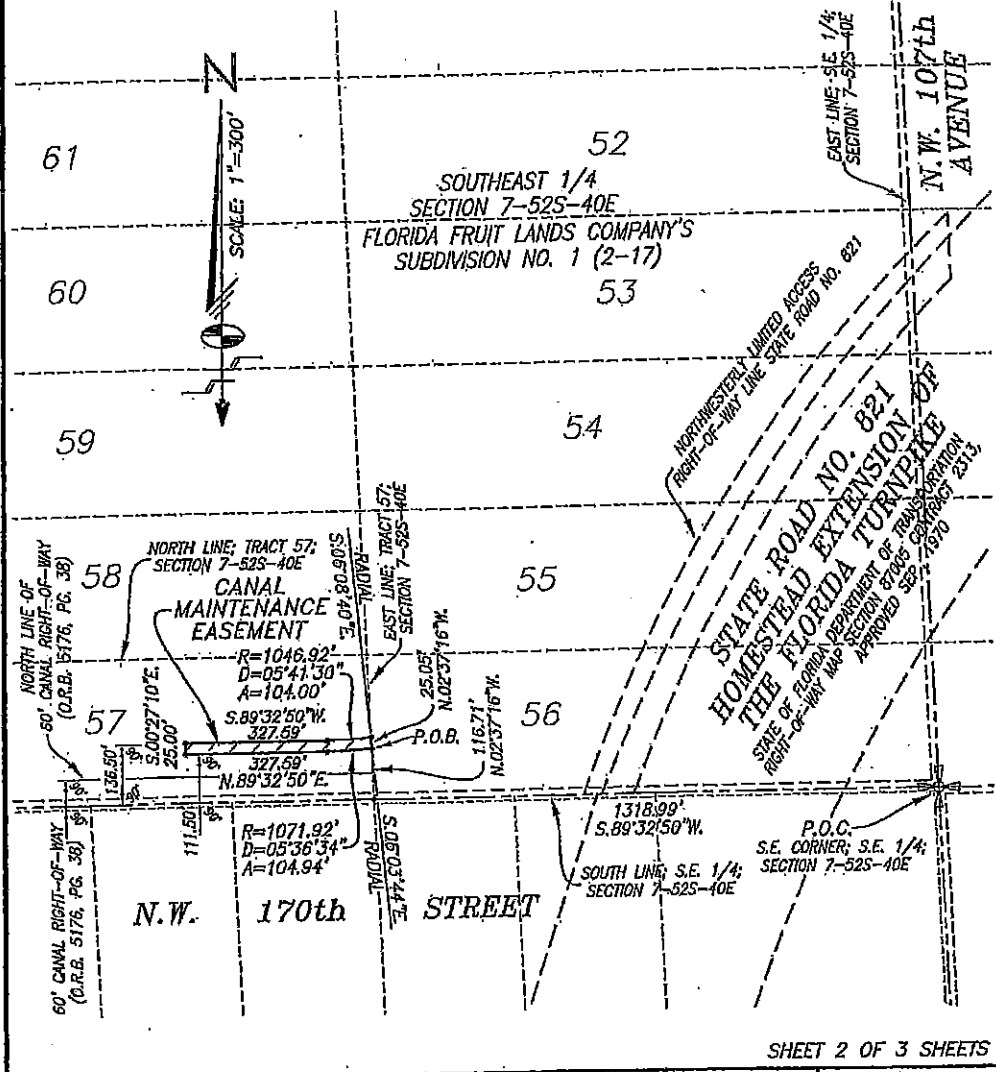 N
SCALE: 1"=300'
61
52
SOUTHEAST 1/4
SECTION 7-52S-40E
FLORIDA FRUIT LANDS COMPANY'S
SUBDIVISION NO. 1 (2-17)
EAST LINE; S.E. 1/4;
SECTION 7-52S-40E
N.W. 107th
AVENUE
60
53
NORTHWESTERLY LIMITED ACCESS
RIGHT-OF-WAY LINE STATE ROAD NO. 821
59
54
STATE ROAD NO. 821
HOMESTEAD EXTENSION OF
THE FLORIDA TURNPIKE
STATE OF FLORIDA DEPARTMENT OF TRANSPORTATION
RIGHT-OF-WAY MAP SECTION 87005 CONTRACT 2313,
APPROVED SEP. 1970
NORTH LINE; TRACT 57;
SECTION 7-52S-40E
58
CANAL
MAINTENANCE
EASEMENT
S.06°08'40"E.
RADIAL
EAST LINE; TRACT 57;
SECTION 7-52S-40E
55
NORTH LINE OF
60' CANAL RIGHT-OF-WAY
(O.R.B. 5176, PG. 38)
R=1046.92'
D=05°41'30"
A=104.00'
25.05'
N.02°37'16"W.
57
S.00°27'10"E.
25.00'
S.89°32'50"W.
327.59'
P.O.B.
56
136.50'
90°
90°
327.59'
N.89°32'50"E.
116.71'
N.02°37'16"W.
90°
90°
111.50'
90°
R=1071.92'
D=05°36'34"
A=104.94'
S.06°03'44"E.
RADIAL
1318.99'
S.89°32'50"W.
P.O.C.
S.E. CORNER; S.E. 1/4;
SECTION 7-52S-40E
SOUTH LINE; S.E. 1/4;
SECTION 7-52S-40E
60' CANAL RIGHT-OF-WAY
(O.R.B. 5176, PG. 38)
N.W. 170th STREET
SHEET 2 OF 3 SHEETS